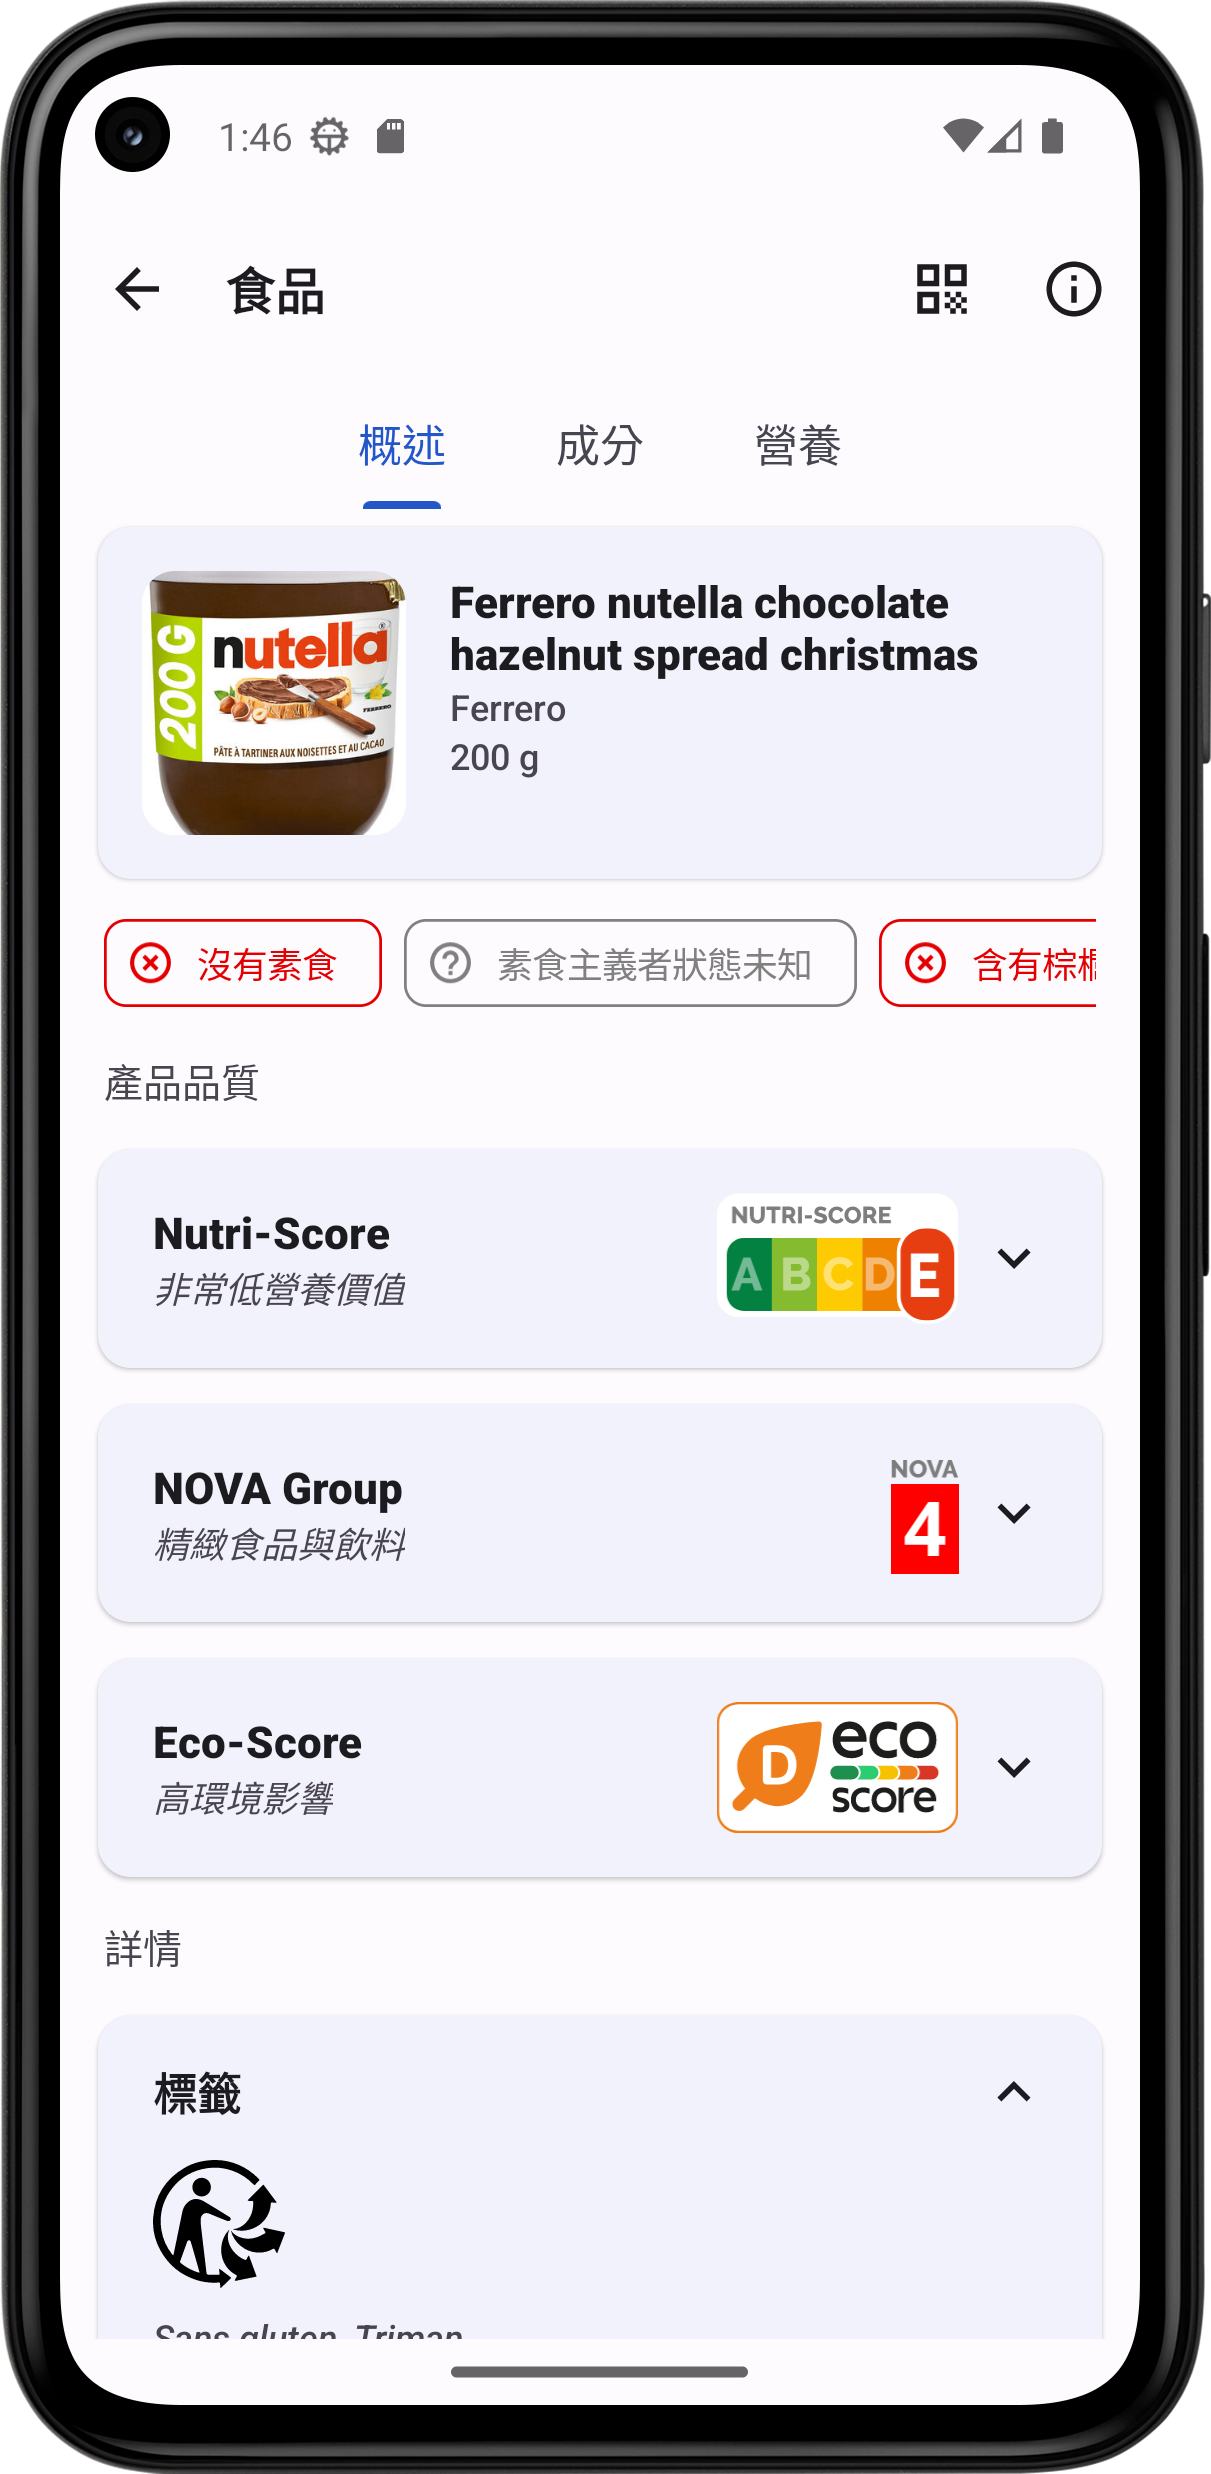 1:46
食品
概述
成分
營養
200 G
nutella
FERRERO
PÂTE À TARTINER AUX NOISETTES ET AU CACAO
Ferrero nutella chocolate
hazelnut spread christmas
Ferrero
200 g
沒有素食
素食主義者狀態未知
含有棕櫚
產品品質
Nutri-Score
非常低營養價值
NUTRI-SCORE
A B C D E
NOVA Group
精緻食品與飲料
NOVA
4
Eco-Score
高環境影響
D
eco
score
詳情
標籤
Sans gluten, Triman